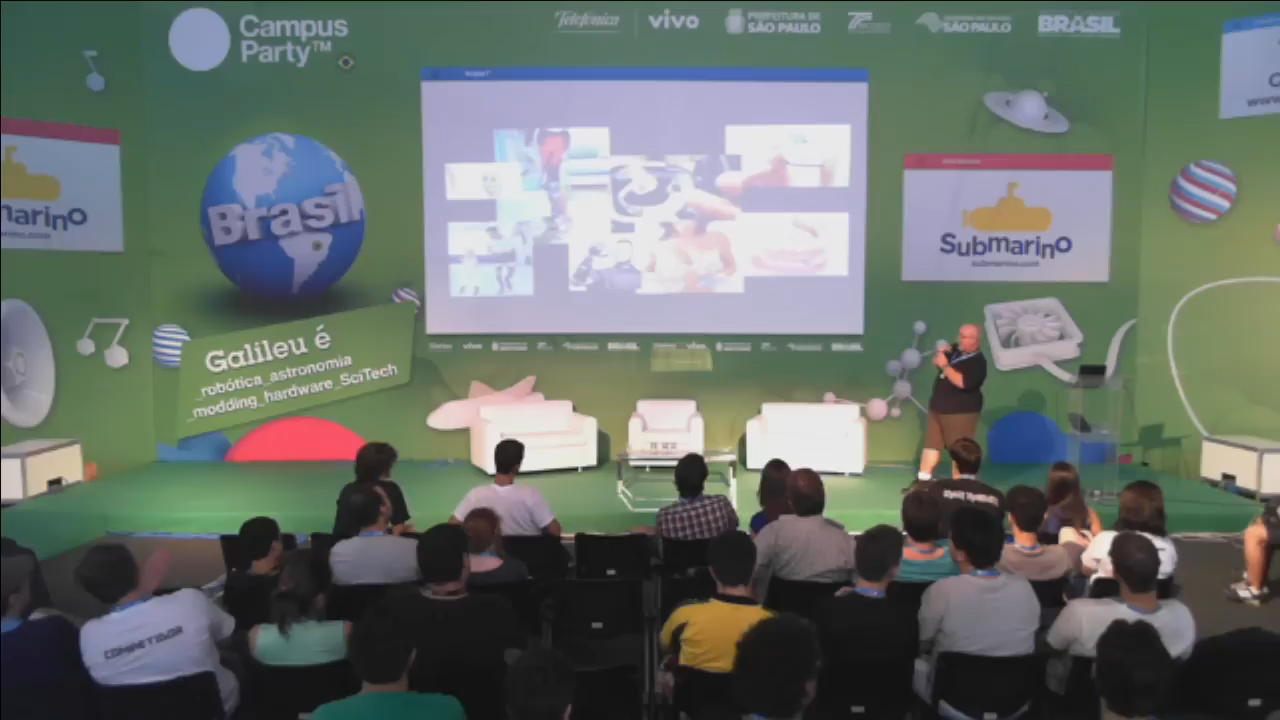 Campus
Party™
Telefónica
vivo
PREFEITURA DE
SÃO PAULO
SÃO PAULO
BRASIL
Brasil
marino
Submarino
submarino.com
Galileu é
_robótica_astronomia
_modding_hardware_SciTech
COMPETIDOR